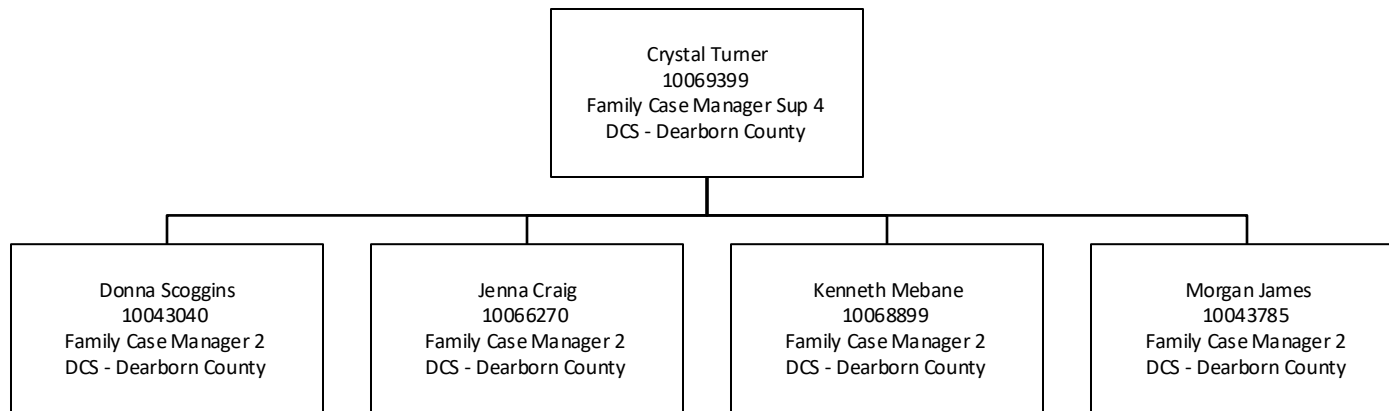 Crystal Turner
10069399
Family Case Manager Sup 4
DCS - Dearborn County
Donna Scoggins
10043040
Family Case Manager 2
DCS - Dearborn County
Jenna Craig
10066270
Family Case Manager 2
DCS - Dearborn County
Kenneth Mebane
10068899
Family Case Manager 2
DCS - Dearborn County
Morgan James
10043785
Family Case Manager 2
DCS - Dearborn County